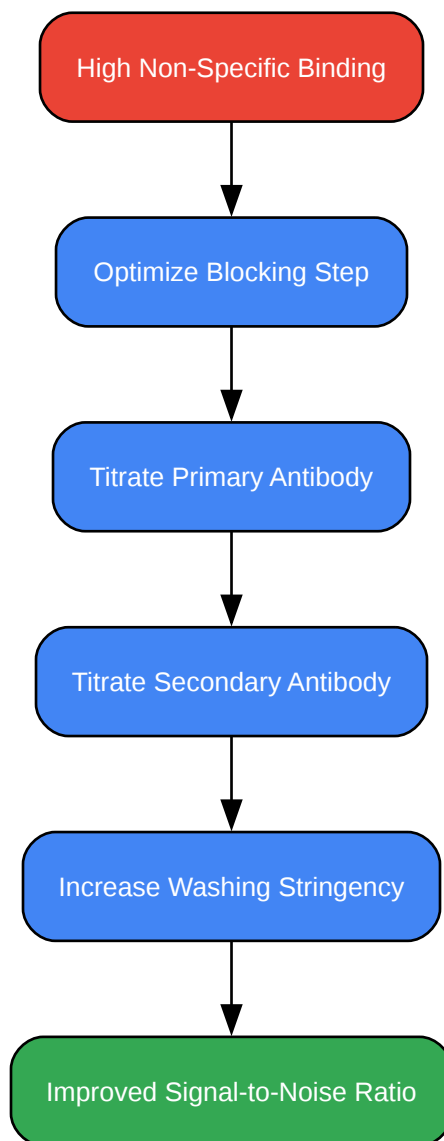 High Non-Specific Binding
Optimize Blocking Step
Titrate Primary Antibody
Titrate Secondary Antibody
Increase Washing Stringency
Improved Signal-to-Noise Ratio